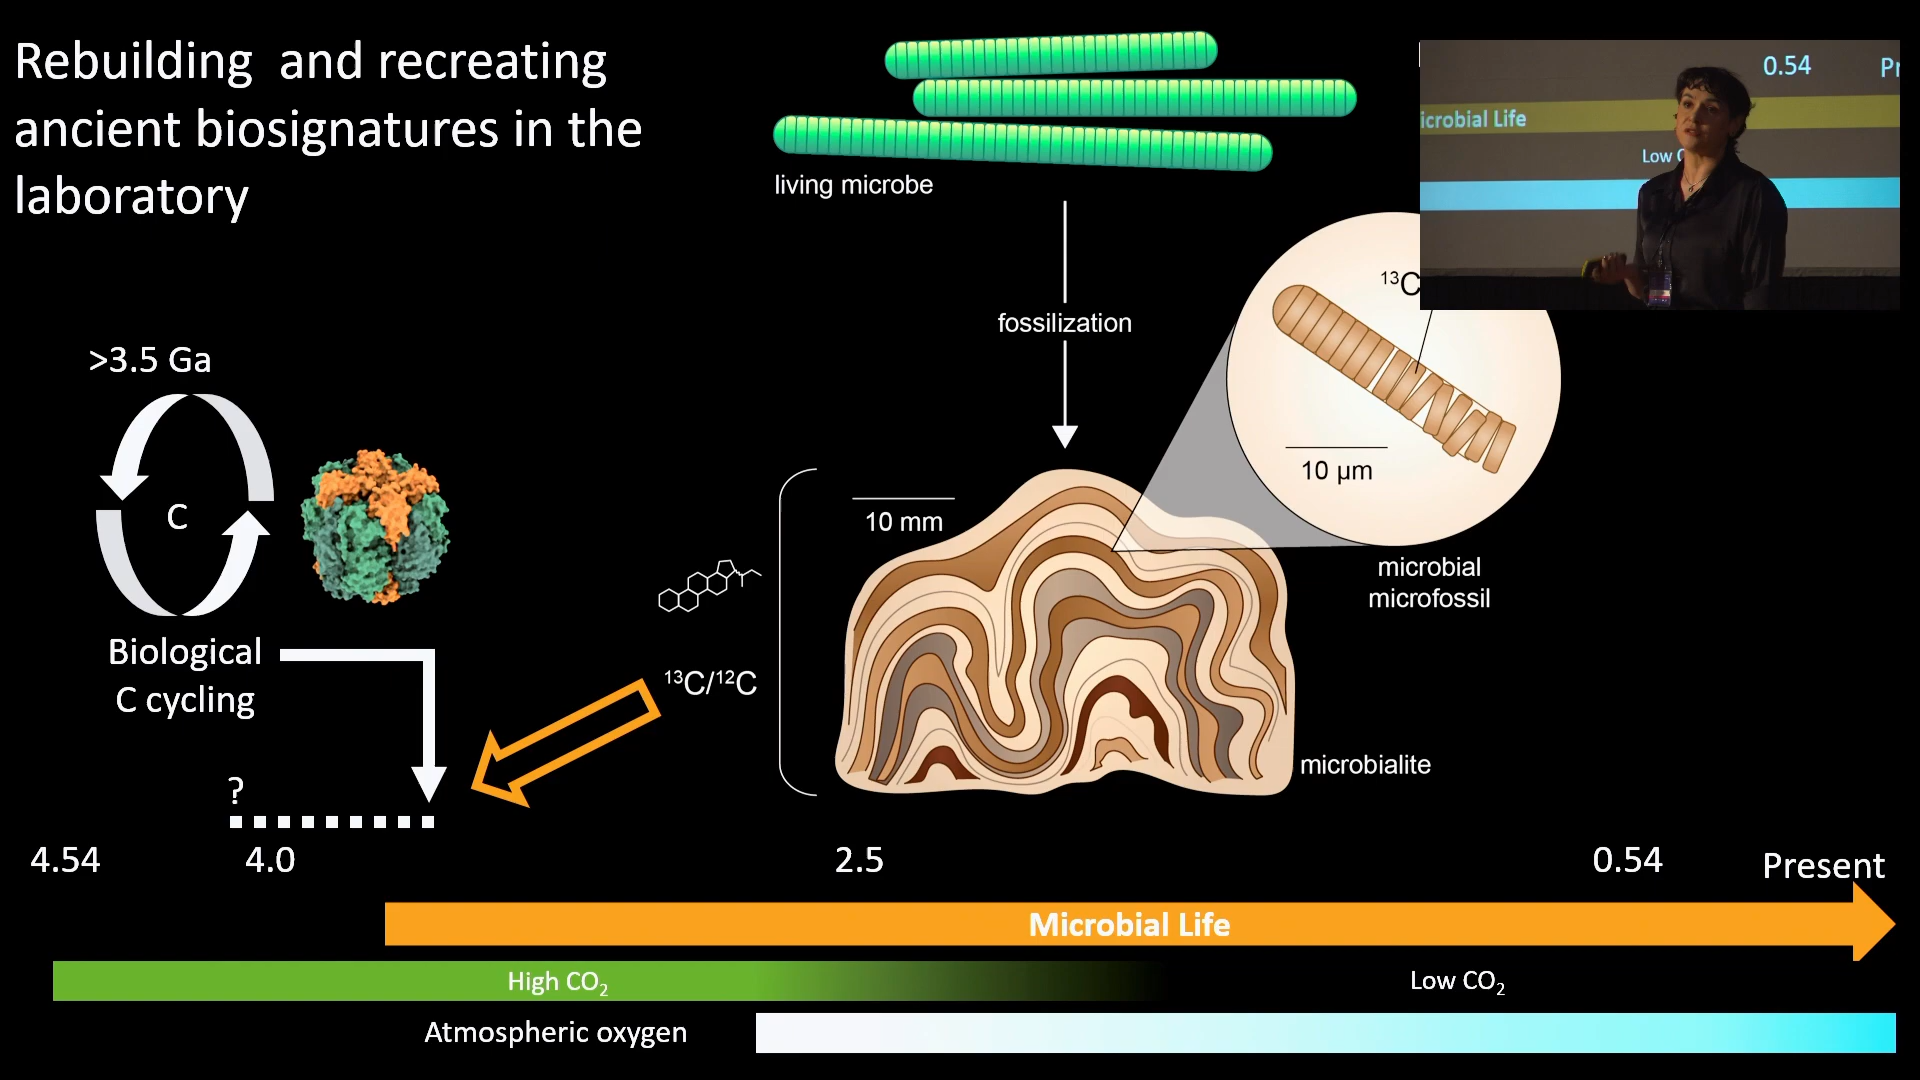 Rebuilding and recreating
ancient biosignatures in the
laboratory
living microbe
fossilization
¹³C
10 µm
microbial
microfossil
10 mm
¹³C/¹²C
microbialite
>3.5 Ga
C
Biological
C cycling
?
4.54
4.0
2.5
0.54
Present
Microbial Life
High CO₂
Low CO₂
Atmospheric oxygen
0.54
icrobial Life
Low